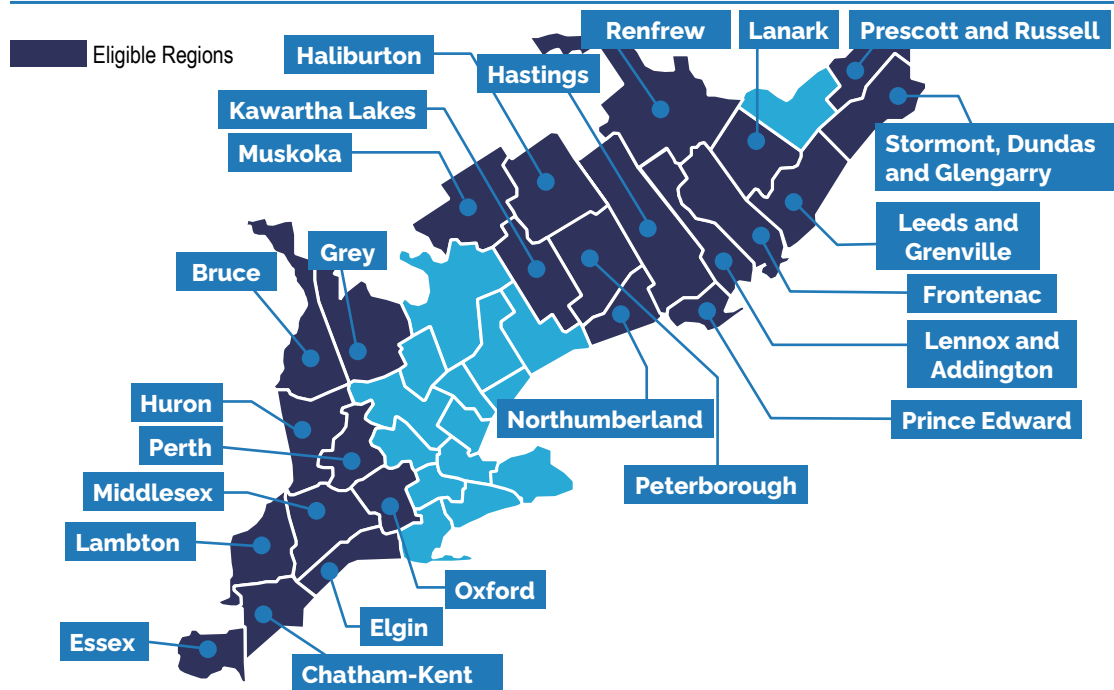 Eligible Regions
Renfrew
Lanark
Prescott and Russell
Haliburton
Hastings
Kawartha Lakes
Muskoka
Stormont, Dundas
and Glengarry
Leeds and
Grenville
Grey
Bruce
Frontenac
Lennox and
Addington
Huron
Northumberland
Prince Edward
Perth
Middlesex
Peterborough
Lambton
Oxford
Elgin
Essex
Chatham-Kent